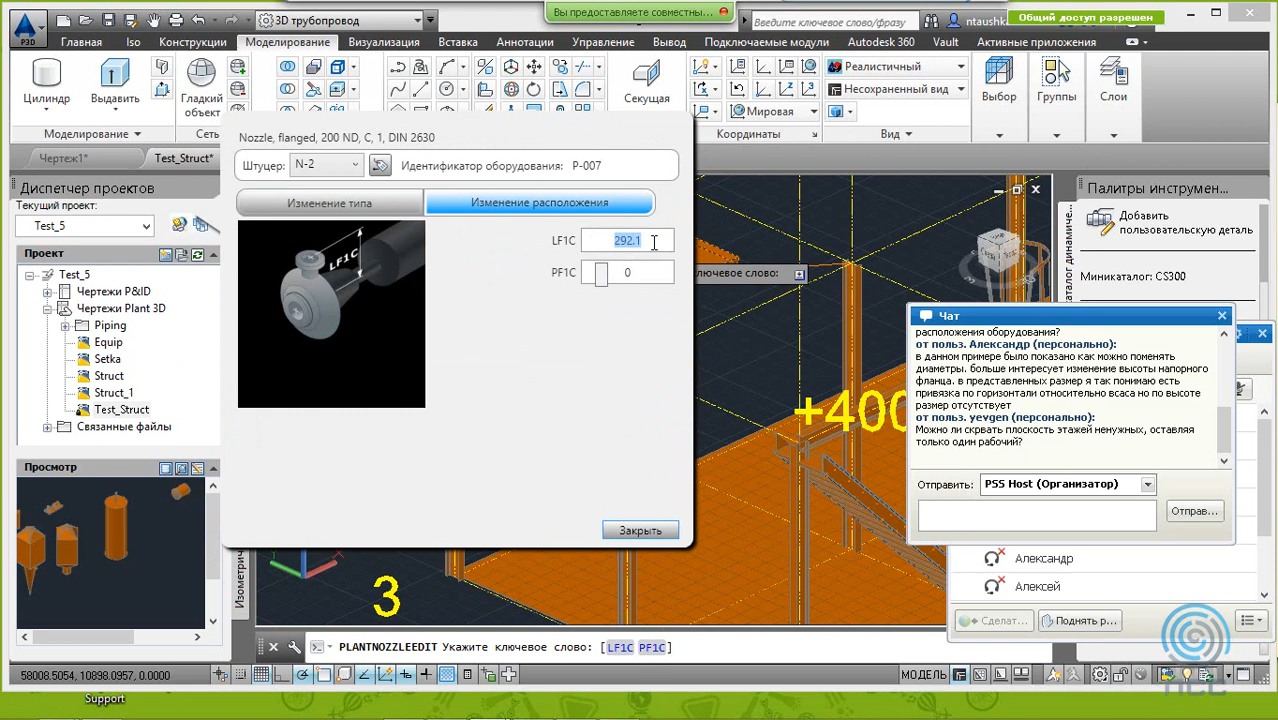 P3D
3D трубопровод
Вы предоставляете совместны...
Введите ключевое слово/фразу
ntaushka
Общий доступ разрешен
Главная
Iso
Конструкции
Моделирование
Визуализация
Вставка
Аннотации
Управление
Вывод
Подключаемые модули
Autodesk 360
Vault
Активные приложения
Цилиндр
Выдавить
Гладкий
объект
Секущая
Реалистичный
Несохраненный вид
Мировая
Выбор
Группы
Слои
Моделирование
Сеть
Координаты
Вид
Чертеж1*
Test_Struct*
Диспетчер проектов
Текущий проект:
Test_5
Проект
Test_5
Чертежи P&ID
Чертежи Plant 3D
Piping
Equip
Setka
Struct
Struct_1
Test_Struct
Связанные файлы
Просмотр
Nozzle, flanged, 200 ND, C, 1, DIN 2630
Штуцер:
N-2
Идентификатор оборудования:
P-007
Изменение типа
Изменение расположения
LF1C
LF1C
292.1
PF1C
0
Закрыть
ключевое слово:
+400
3
Изометрич
Палитры инструмен...
Добавить
пользовательскую деталь
Миникаталог: CS300
каталог динамиче...
Чат
расположения оборудования?
от польз. Александр (персонально):
в данном примере было показано как можно поменять
диаметры. больше интересует изменение высоты напорного
фланца. в представленных размер я так понимаю есть
привязка по горизонтали относительно всаса но по высоте
размер отсутствует
от польз. yevgen (персонально):
Можно ли скрвать плоскость этажей ненужных, оставляя
только один рабочий?
Отправить:
PSS Host (Организатор)
Отправ...
Александр
Алексей
Сделат...
Поднять р...
PLANTNOZZLEEDIT Укажите ключевое слово: [LF1C PF1C]
58008.5054, 10898.0957, 0.0000
МОДЕЛЬ
ПСС
Support